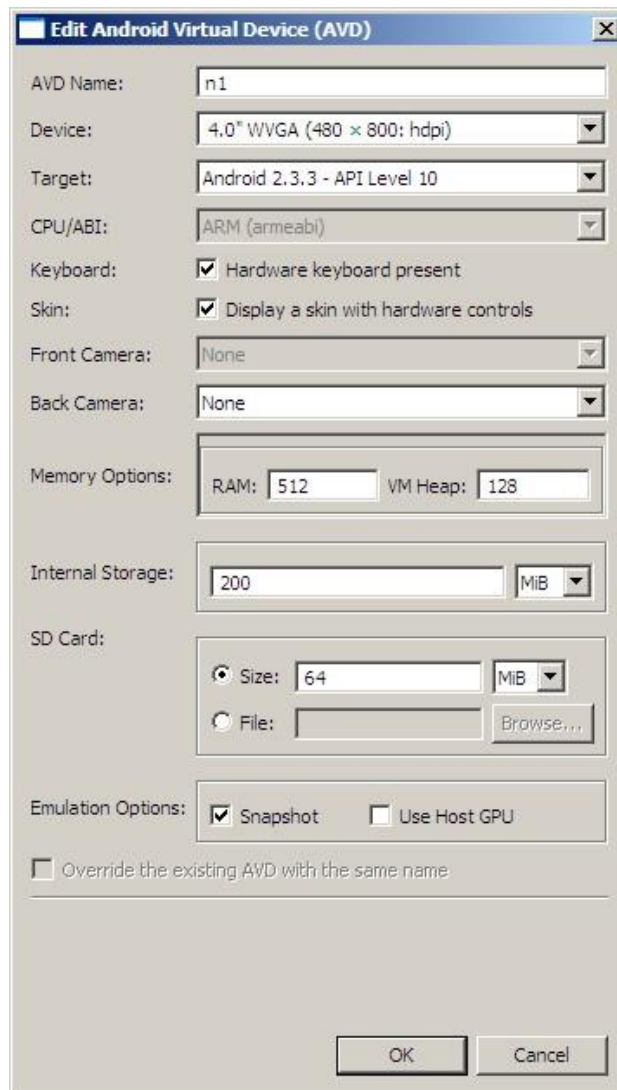 Edit Android Virtual Device (AVD)
AVD Name: n1
Device: 4.0" WVGA (480 × 800: hdpi)
Target: Android 2.3.3 - API Level 10
CPU/ABI: ARM (armeabi)
Keyboard: Hardware keyboard present
Skin: Display a skin with hardware controls
Front Camera: None
Back Camera: None
Memory Options: RAM: 512 VM Heap: 128
Internal Storage: 200 MiB
SD Card:
Size: 64 MiB
File: Browse...
Emulation Options: Snapshot Use Host GPU
Override the existing AVD with the same name
OK Cancel